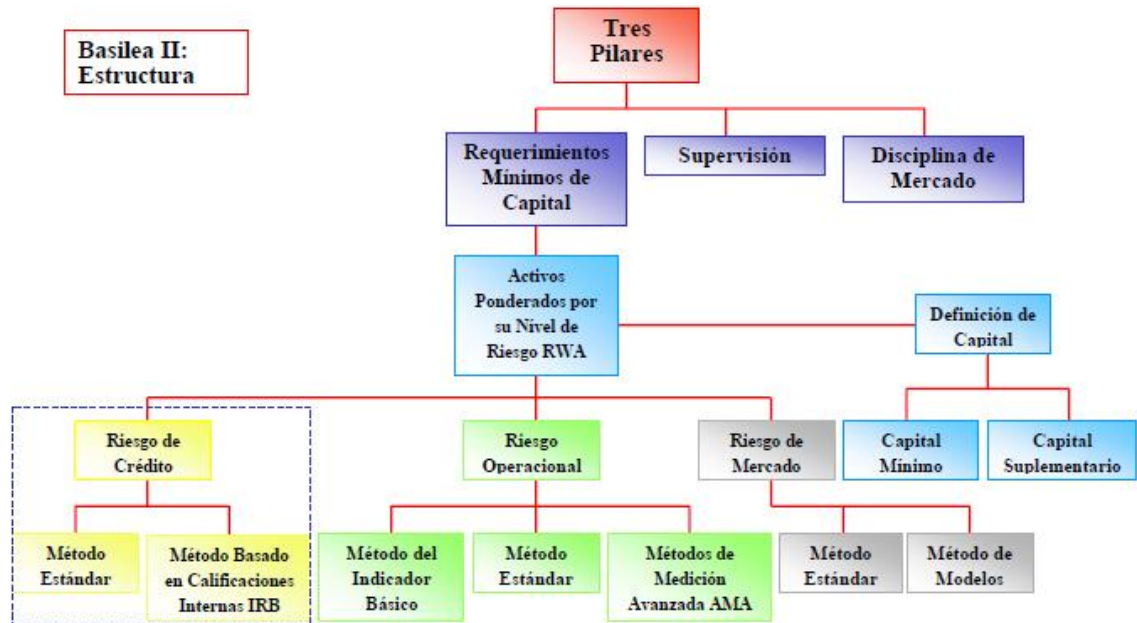 Basilea II:
Estructura
Tres
Pilares
Requerimientos
Mínimos de
Capital
Supervisión
Disciplina de
Mercado
Activos
Ponderados por
su Nivel de
Riesgo RWA
Definición de
Capital
Riesgo de
Crédito
Riesgo
Operacional
Riesgo de
Mercado
Capital
Mínimo
Capital
Suplementario
Método
Estándar
Método Basado
en Calificaciones
Internas IRB
Método del
Indicador
Básico
Método
Estándar
Métodos de
Medición
Avanzada AMA
Método
Estándar
Método de
Modelos